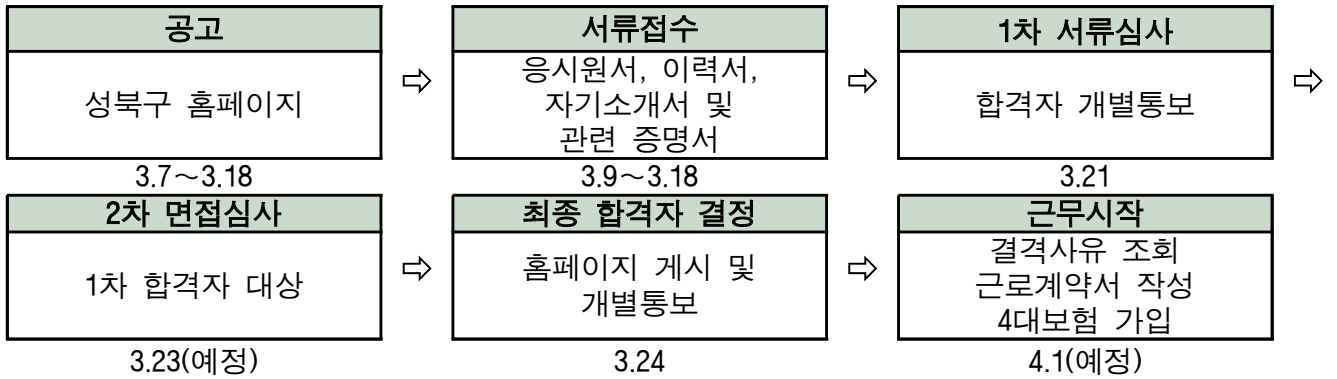 공고
성북구 홈페이지
3.7~3.18
⇨
서류접수
응시원서, 이력서,
자기소개서 및
관련 증명서
3.9~3.18
⇨
1차 서류심사
합격자 개별통보
3.21
⇨
2차 면접심사
1차 합격자 대상
3.23(예정)
⇨
최종 합격자 결정
홈페이지 게시 및
개별통보
3.24
⇨
근무시작
결격사유 조회
근로계약서 작성
4대보험 가입
4.1(예정)